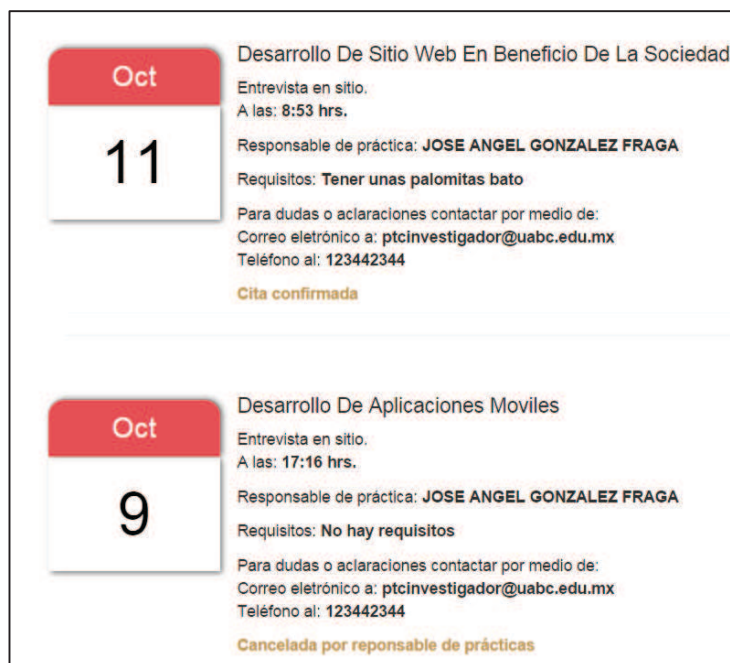 Oct
11
Desarrollo De Sitio Web En Beneficio De La Sociedad
Entrevista en sitio.
A las: 8:53 hrs.
Responsable de práctica: JOSE ANGEL GONZALEZ FRAGA
Requisitos: Tener unas palomitas bato
Para dudas o aclaraciones contactar por medio de:
Correo eletrónico a: ptcinvestigador@uabc.edu.mx
Teléfono al: 123442344
Cita confirmada
Oct
9
Desarrollo De Aplicaciones Moviles
Entrevista en sitio.
A las: 17:16 hrs.
Responsable de práctica: JOSE ANGEL GONZALEZ FRAGA
Requisitos: No hay requisitos
Para dudas o aclaraciones contactar por medio de:
Correo eletrónico a: ptcinvestigador@uabc.edu.mx
Teléfono al: 123442344
Cancelada por reponsable de prácticas